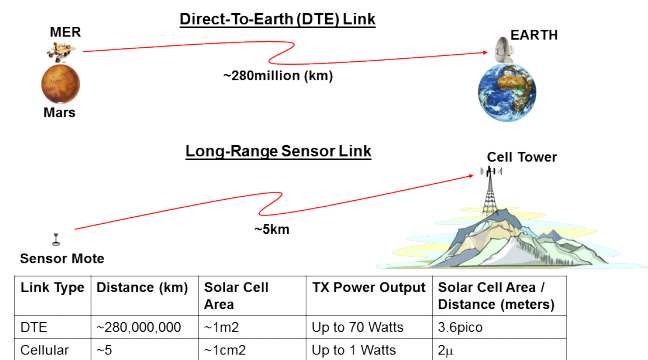 Direct-To-Earth (DTE) Link
MER
EARTH
~280million (km)
Mars
Long-Range Sensor Link
Cell Tower
~5km
Sensor Mote
Link Type Distance (km) Solar Cell Area TX Power Output Solar Cell Area / Distance (meters)
DTE ~280,000,000 ~1m2 Up to 70 Watts 3.6pico
Cellular ~5 ~1cm2 Up to 1 Watts 2μ